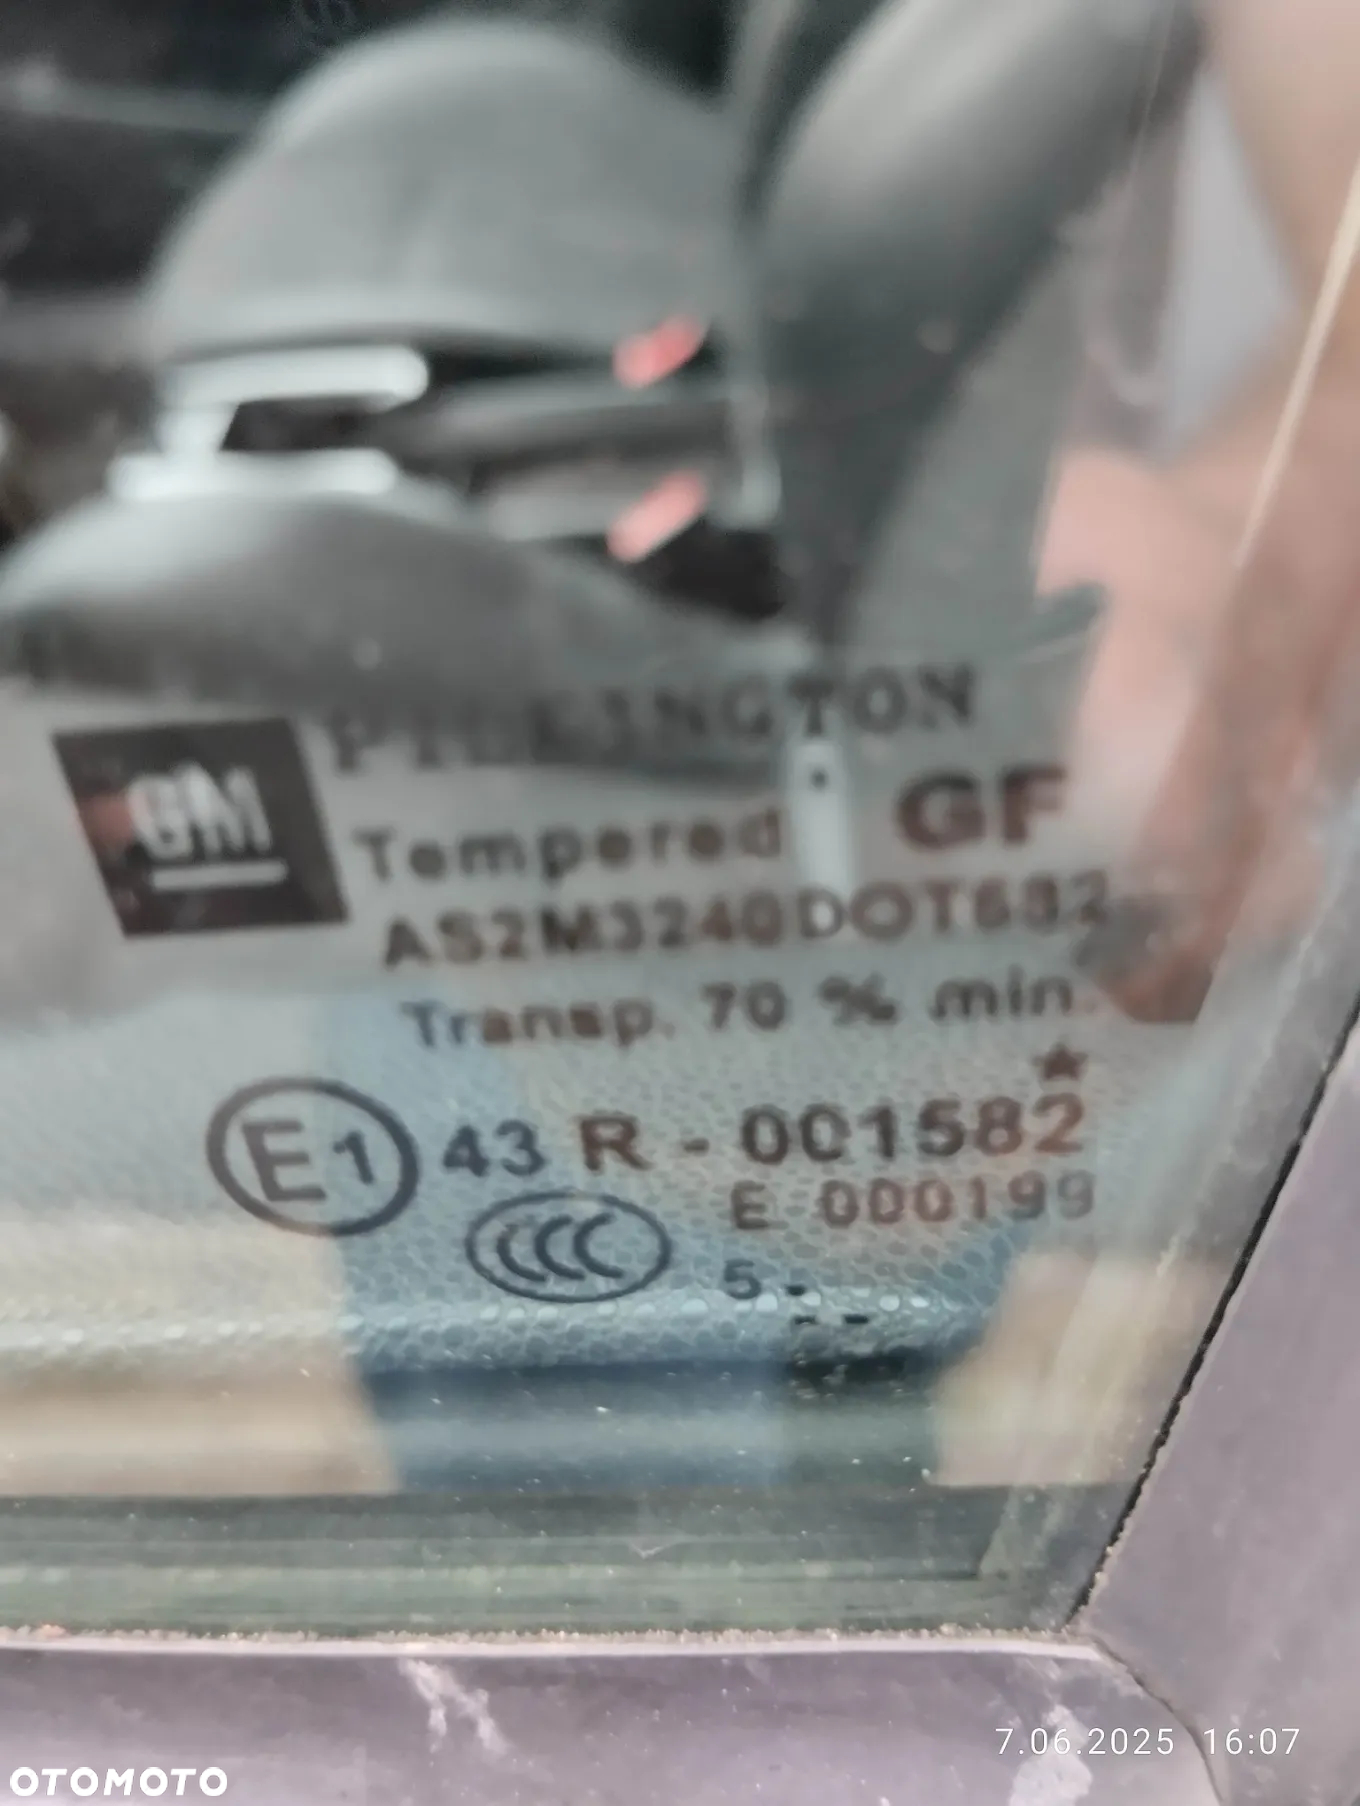 PILKINGTON
GM
Tempered GF
AS2M3240DOT682
Transp. 70 % min.
★
E1 43 R - 001582
E 000199
CCC 5 .
- -
7.06.2025 16:07
OTOMOTO